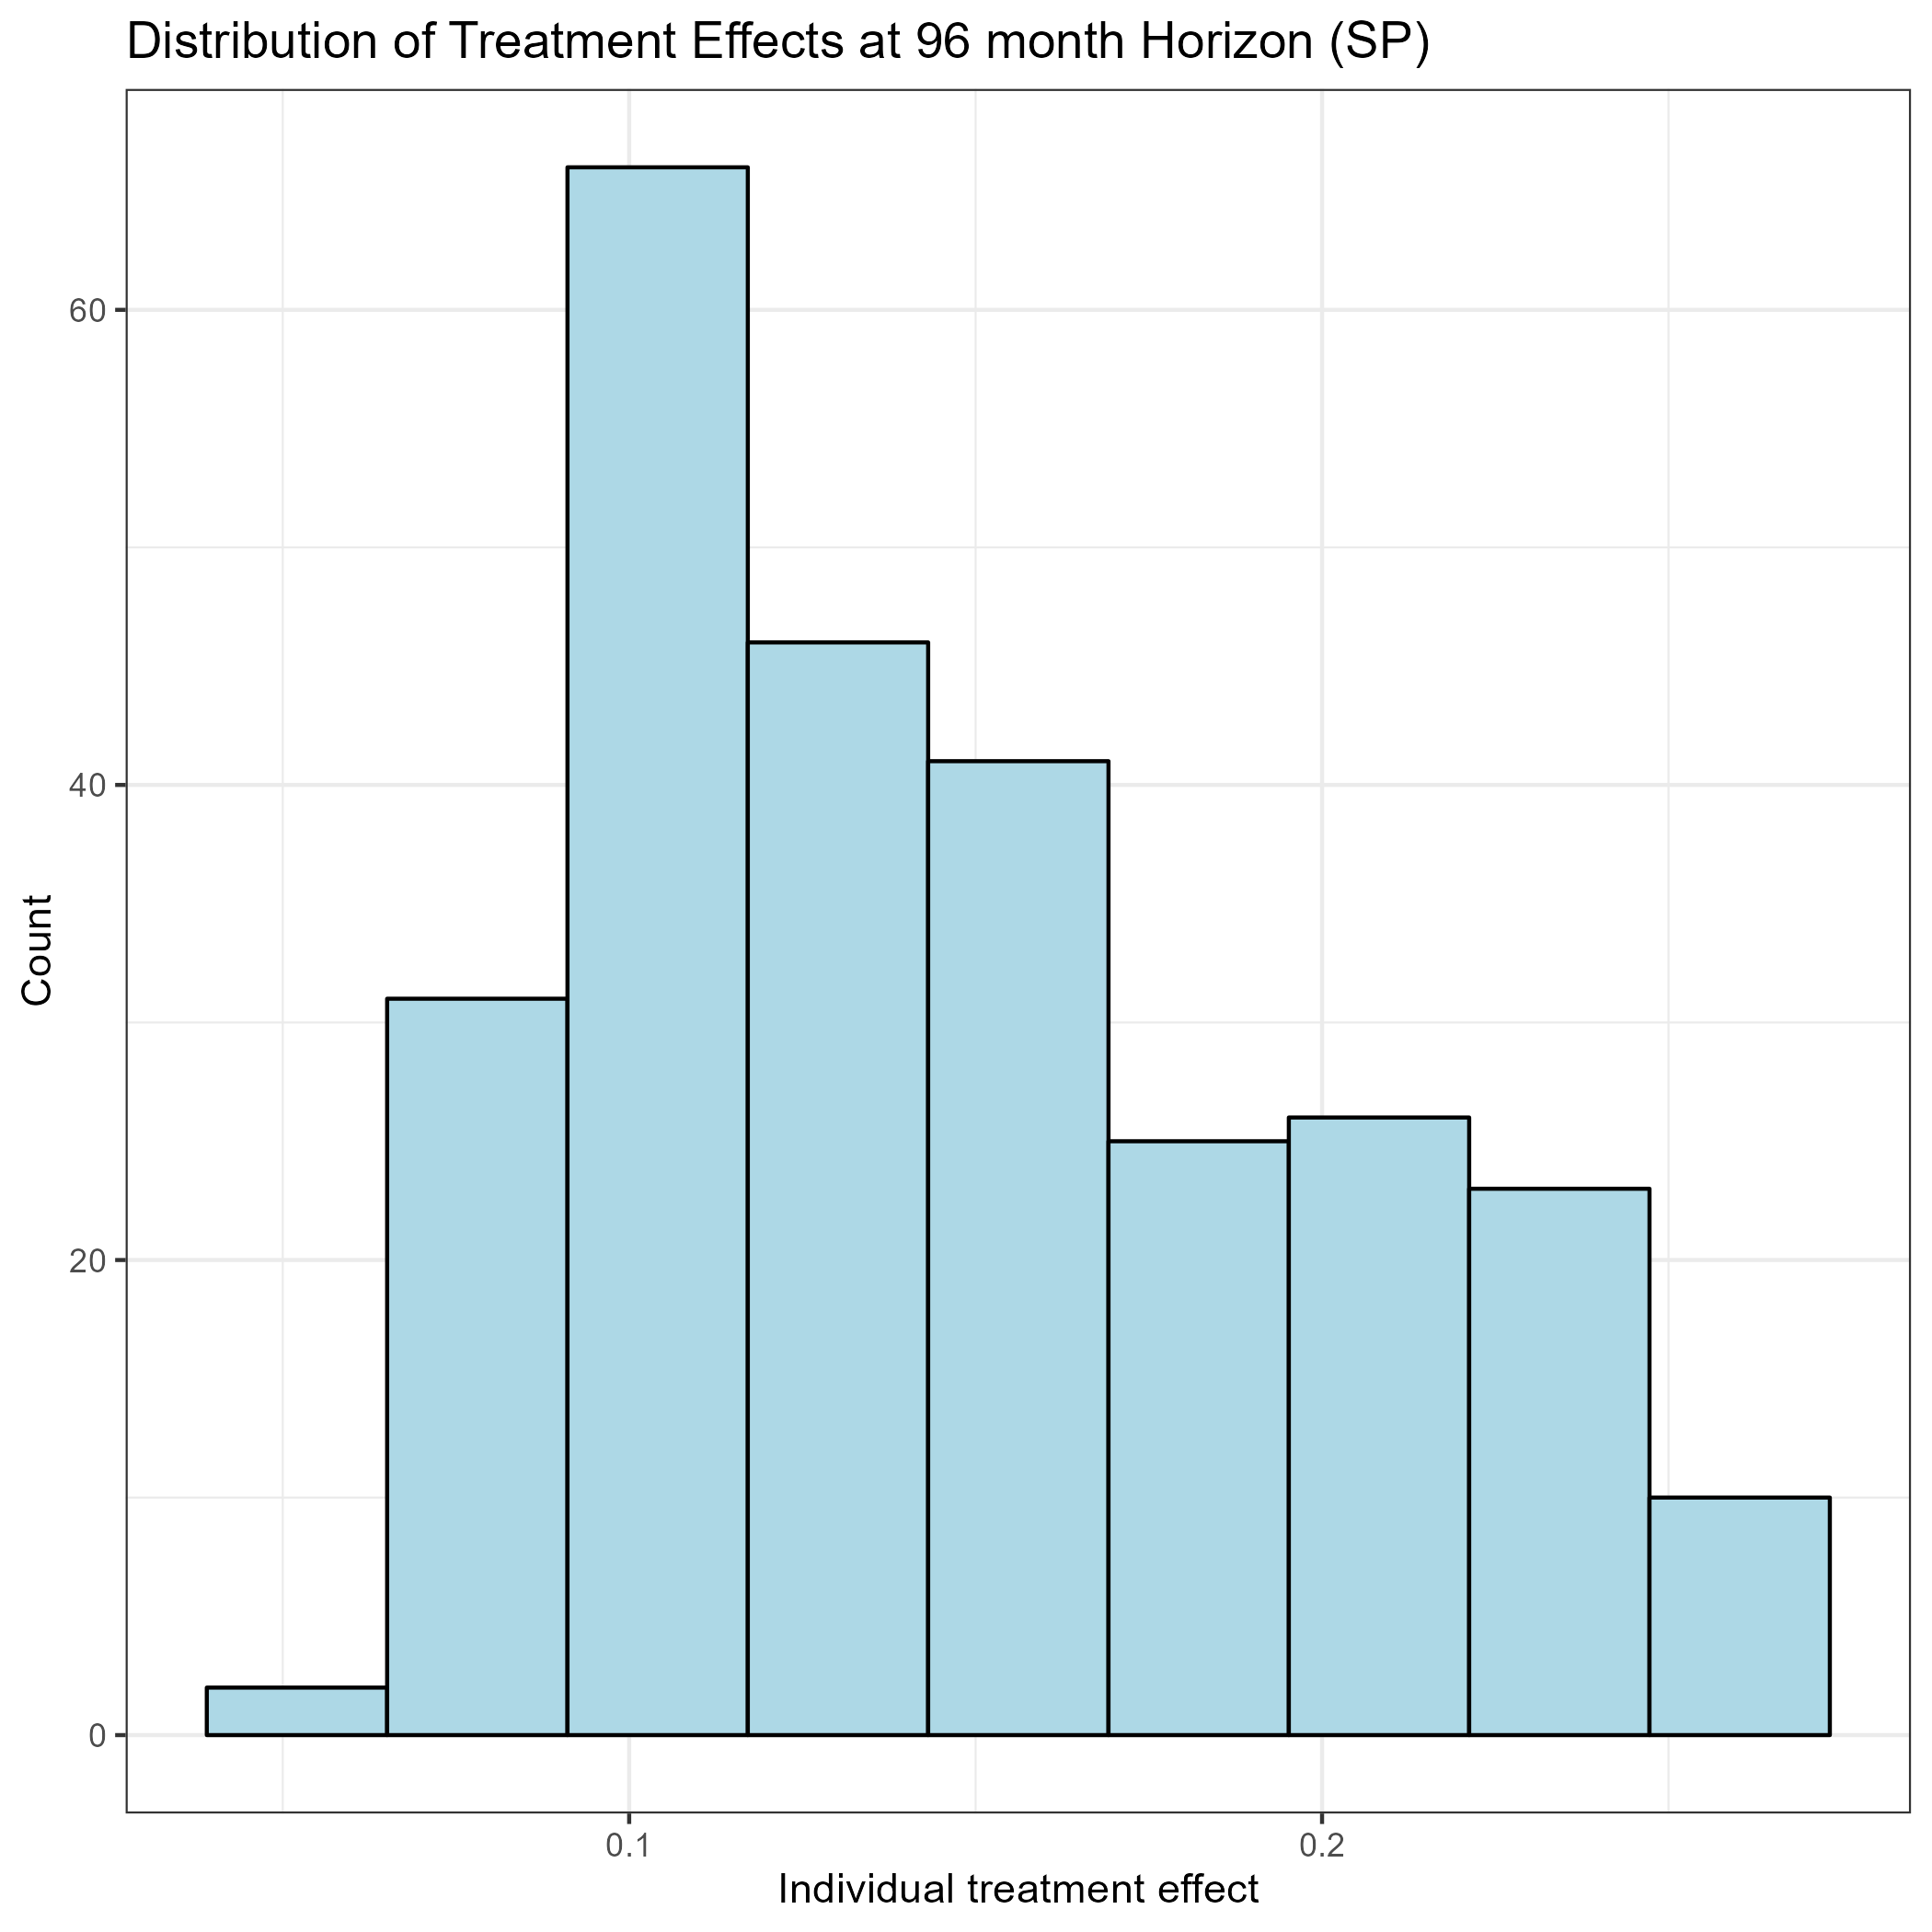 Distribution of Treatment Effects at 96 month Horizon (SP)
60
40
20
0
Count
0.1
0.2
Individual treatment effect